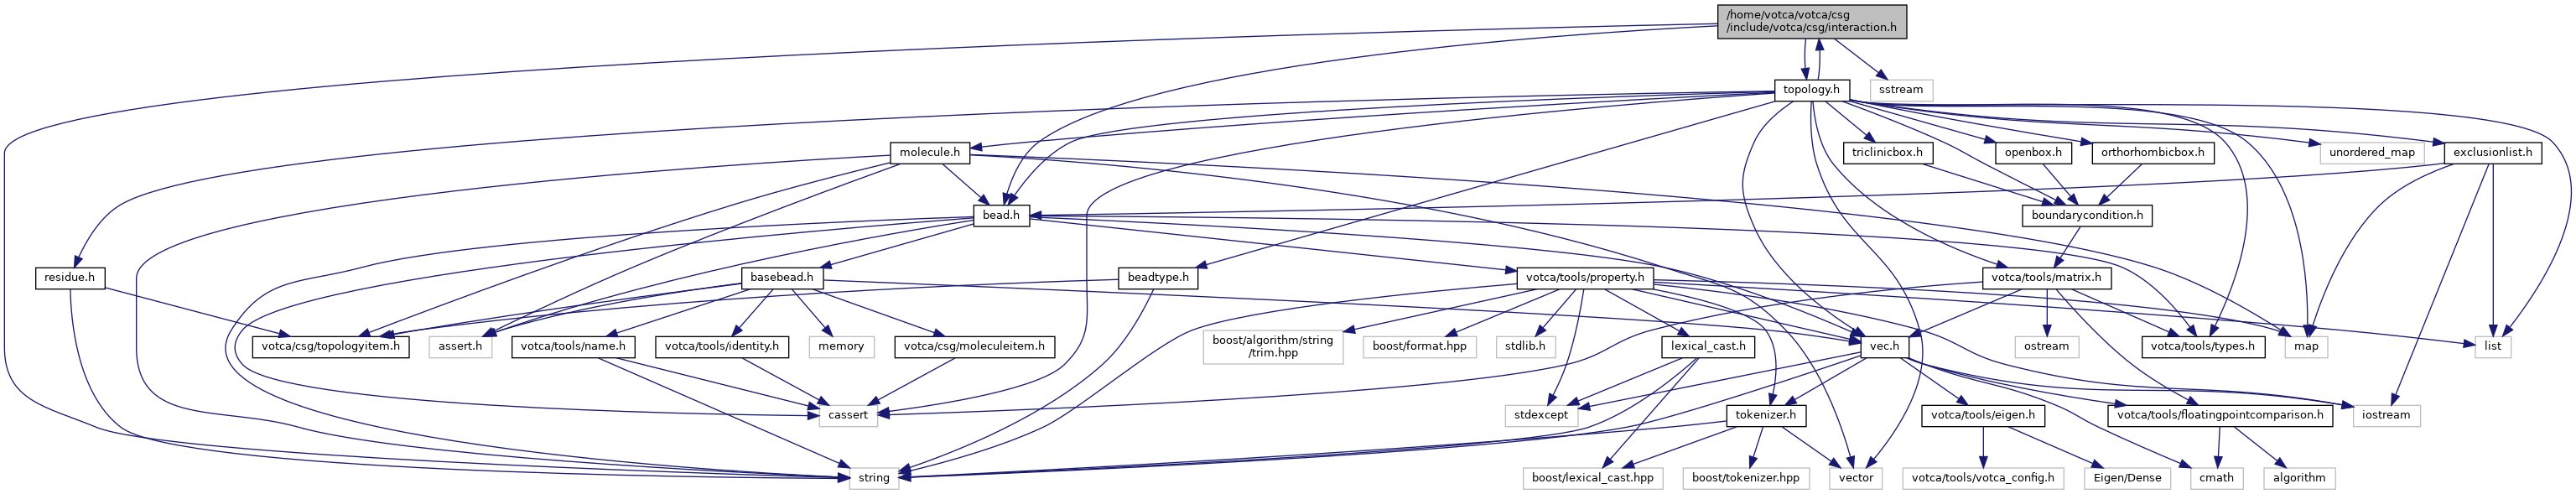 /home/votca/votca/csg
/include/votca/csg/interaction.h
topology.h
sstream
molecule.h
triclinicbox.h
openbox.h
orthorhombicbox.h
unordered_map
exclusionlist.h
bead.h
boundarycondition.h
residue.h
basebead.h
beadtype.h
votca/tools/property.h
votca/tools/matrix.h
votca/csg/topologyitem.h
assert.h
votca/tools/name.h
votca/tools/identity.h
memory
votca/csg/moleculeitem.h
boost/algorithm/string
/trim.hpp
boost/format.hpp
stdlib.h
lexical_cast.h
vec.h
ostream
votca/tools/types.h
map
list
cassert
stdexcept
tokenizer.h
votca/tools/eigen.h
votca/tools/floatingpointcomparison.h
iostream
string
boost/lexical_cast.hpp
boost/tokenizer.hpp
vector
votca/tools/votca_config.h
Eigen/Dense
cmath
algorithm